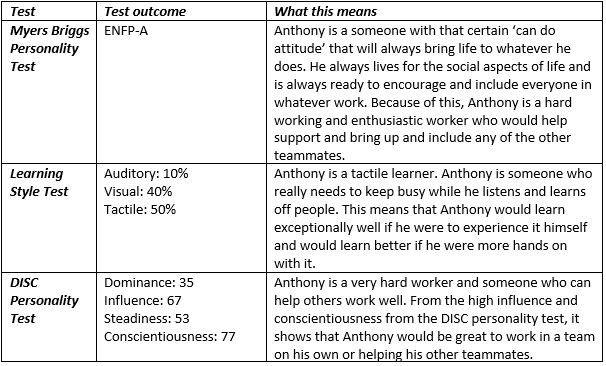 Test Test outcome What this means
Myers Briggs ENFP-A Anthony is a someone with that certain ‘can do
Personality attitude’ that will always bring life to whatever he
Test does. He always lives for the social aspects of life and
is always ready to encourage and include everyone in
whatever work. Because of this, Anthony is a hard
working and enthusiastic worker who would help
support and bring up and include any of the other
teammates.
Learning Auditory: 10% Anthony is a tactile learner. Anthony is someone who
Style Test Visual: 40% really needs to keep busy while he listens and learns
Tactile: 50% off people. This means that Anthony would learn
exceptionally well if he were to experience it himself
and would learn better if he were more hands on
with it.
DISC Dominance: 35 Anthony is a very hard worker and someone who can
Personality Influence: 67 help others work well. From the high influence and
Test Steadiness: 53 conscientiousness from the DISC personality test, it
Conscientiousness: 77 shows that Anthony would be great to work in a team
on his own or helping his other teammates.